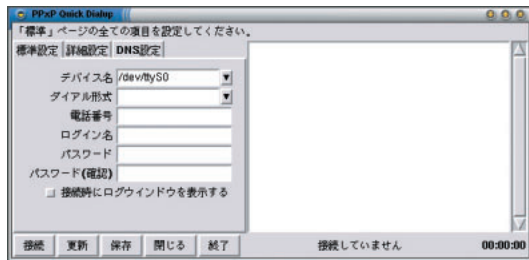 PPxP Quick Dialup
「標準」ページの全ての項目を設定してください。
標準設定 詳細設定 DNS設定
デバイス名 /dev/ttyS0
ダイアル形式
電話番号
ログイン名
パスワード
パスワード(確認)
接続時にログウインドウを表示する
接続 更新 保存 閉じる 終了 接続していません 00:00:00